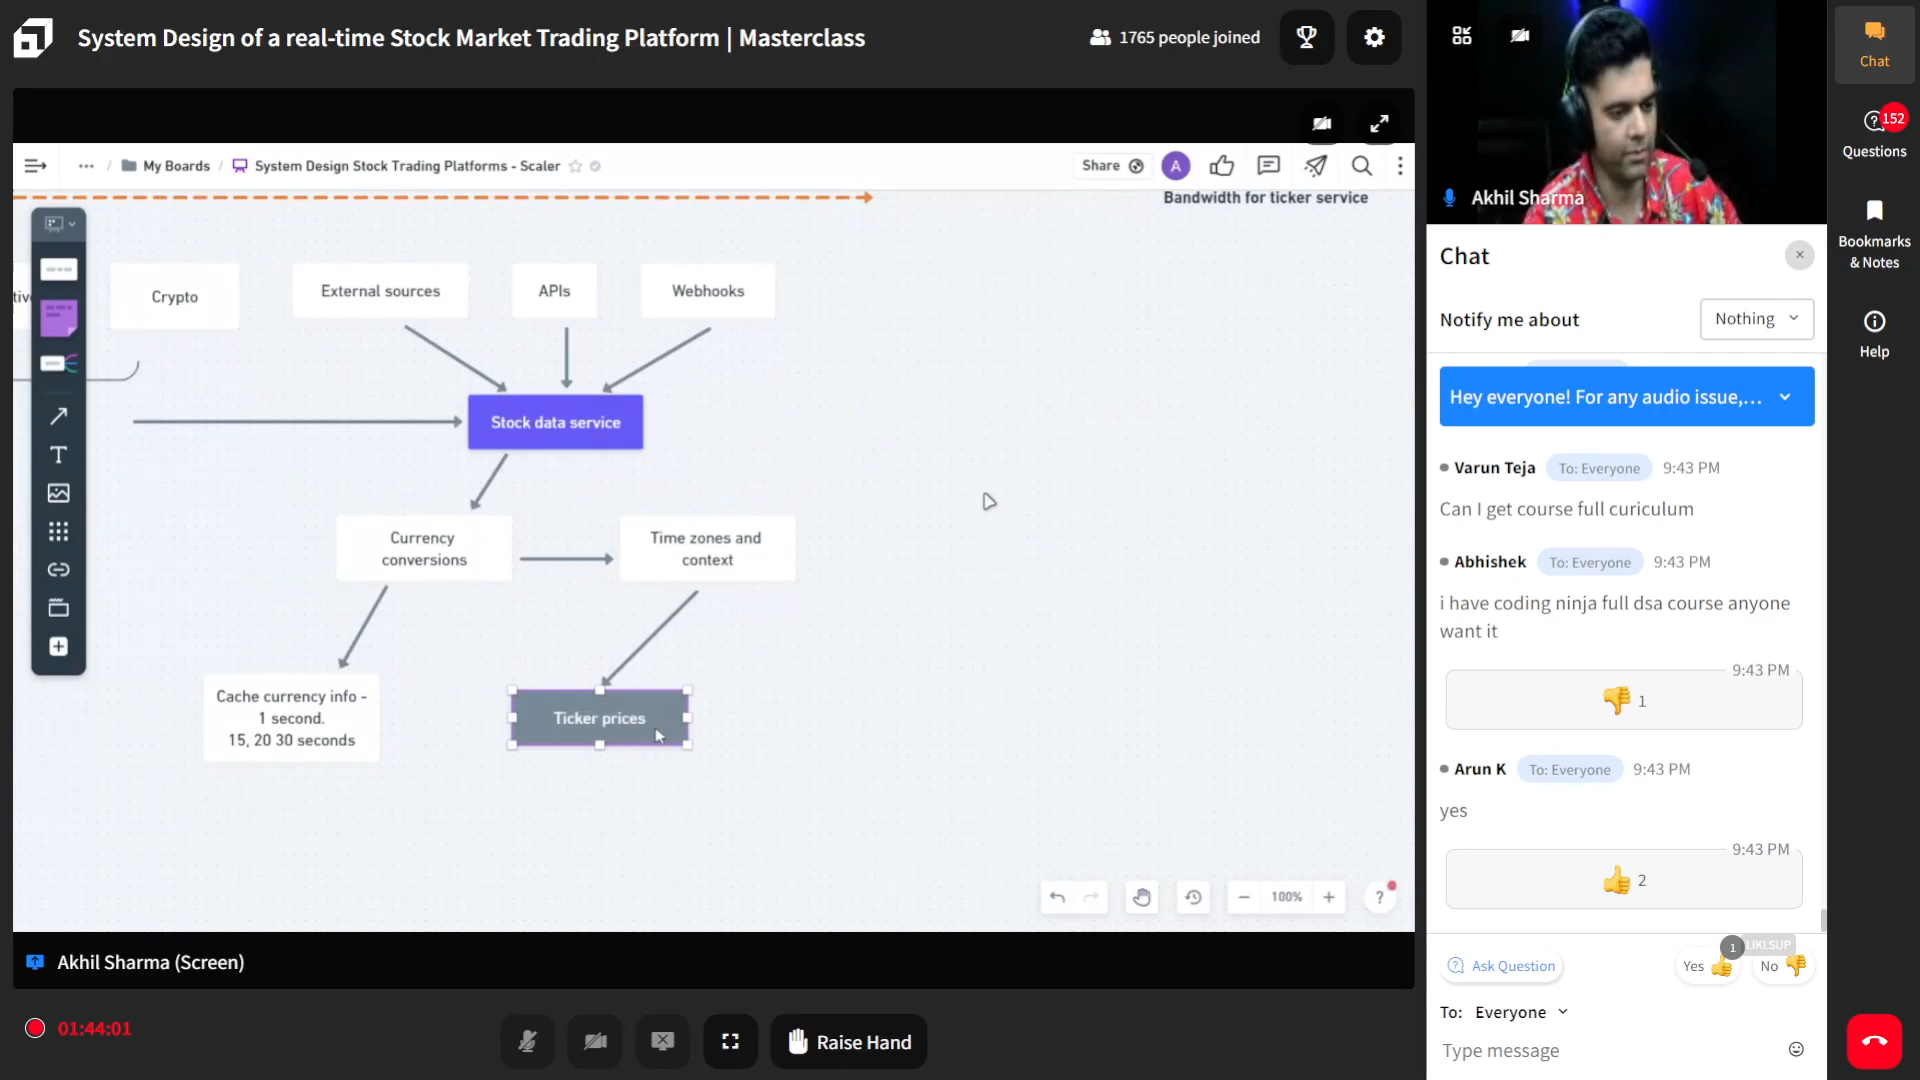 System Design of a real-time Stock Market Trading Platform | Masterclass
1765 people joined
My Boards / System Design Stock Trading Platforms - Scaler
Share
A
Bandwidth for ticker service
Crypto
External sources
APIs
Webhooks
Stock data service
Currency
conversions
Time zones and
context
Cache currency info -
1 second.
15, 20 30 seconds
Ticker prices
100%
?
Akhil Sharma (Screen)
01:44:01
Raise Hand
Akhil Sharma
Chat
Notify me about
Nothing
Hey everyone! For any audio issue,...
Varun Teja To: Everyone 9:43 PM
Can I get course full curiculum
Abhishek To: Everyone 9:43 PM
i have coding ninja full dsa course anyone
want it
9:43 PM
1
Arun K To: Everyone 9:43 PM
yes
9:43 PM
2
Ask Question
Yes
1
No
To: Everyone
Type message
Chat
152
Questions
Bookmarks
& Notes
Help